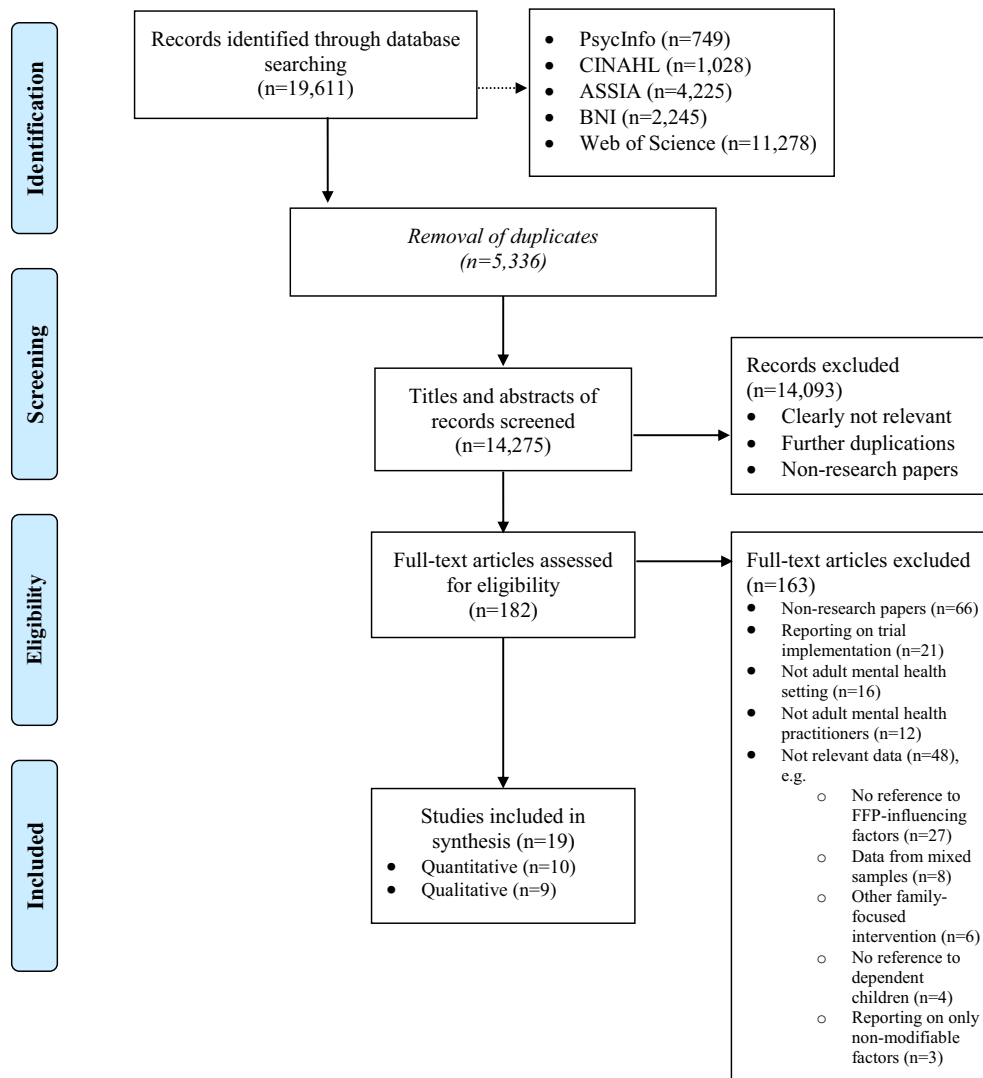 Identification
Records identified through database
searching
(n=19,611)
• PsycInfo (n=749)
• CINAHL (n=1,028)
• ASSIA (n=4,225)
• BNI (n=2,245)
• Web of Science (n=11,278)
Removal of duplicates
(n=5,336)
Screening
Titles and abstracts of
records screened
(n=14,275)
Records excluded
(n=14,093)
• Clearly not relevant
• Further duplications
• Non-research papers
Eligibility
Full-text articles assessed
for eligibility
(n=182)
Full-text articles excluded
(n=163)
• Non-research papers (n=66)
• Reporting on trial
implementation (n=21)
• Not adult mental health
setting (n=16)
• Not adult mental health
practitioners (n=12)
• Not relevant data (n=48),
e.g.
o No reference to
FFP-influencing
factors (n=27)
o Data from mixed
samples (n=8)
o Other family-
focused
intervention (n=6)
o No reference to
dependent
children (n=4)
o Reporting on only
non-modifiable
factors (n=3)
Included
Studies included in
synthesis (n=19)
• Quantitative (n=10)
• Qualitative (n=9)